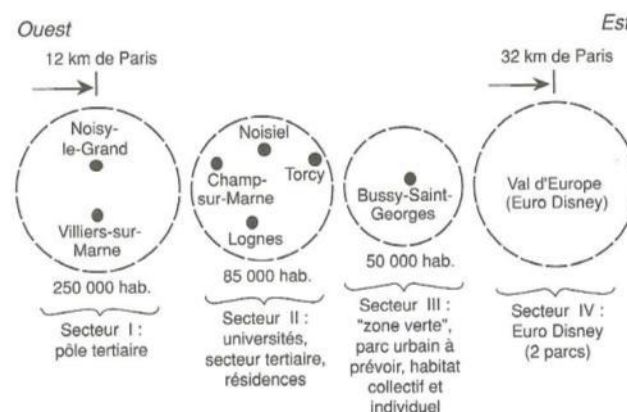 Ouest
Est
12 km de Paris
32 km de Paris
Noisy-
le-Grand
Villiers-sur-
Marne
250 000 hab.
Secteur I :
pôle tertiaire
Noisiel
Torcy
Champ-
sur-Marne
Lognes
85 000 hab.
Secteur II :
universités,
secteur tertiaire,
résidences
Bussy-Saint-
Georges
50 000 hab.
Secteur III :
"zone verte",
parc urbain à
prévoir, habitat
collectif et
individuel
Val d'Europe
(Euro Disney)
Secteur IV :
Euro Disney
(2 parcs)